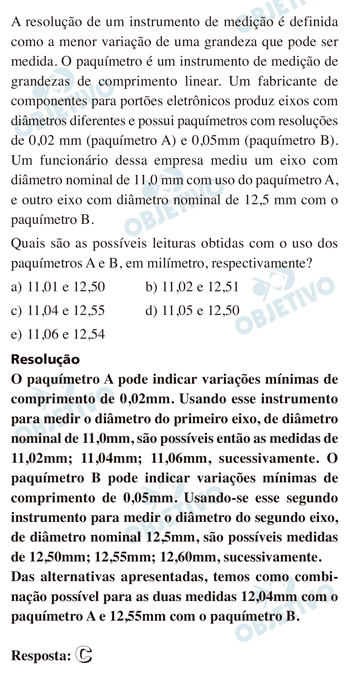 A resolução de um instrumento de medição é definida
como a menor variação de uma grandeza que pode ser
medida. O paquímetro é um instrumento de medição de
grandezas de comprimento linear. Um fabricante de
componentes para portões eletrônicos produz eixos com
diâmetros diferentes e possui paquímetros com resoluções
de 0,02 mm (paquímetro A) e 0,05mm (paquímetro B).
Um funcionário dessa empresa mediu um eixo com
diâmetro nominal de 11,0 mm com uso do paquímetro A,
e outro eixo com diâmetro nominal de 12,5 mm com o
paquímetro B.
Quais são as possíveis leituras obtidas com o uso dos
paquímetros A e B, em milímetro, respectivamente?
a) 11,01 e 12,50 b) 11,02 e 12,51
c) 11,04 e 12,55 d) 11,05 e 12,50
e) 11,06 e 12,54
Resolução
O paquímetro A pode indicar variações mínimas de
comprimento de 0,02mm. Usando esse instrumento
para medir o diâmetro do primeiro eixo, de diâmetro
nominal de 11,0mm, são possíveis então as medidas de
11,02mm; 11,04mm; 11,06mm, sucessivamente. O
paquímetro B pode indicar variações mínimas de
comprimento de 0,05mm. Usando-se esse segundo
instrumento para medir o diâmetro do segundo eixo,
de diâmetro nominal 12,5mm, são possíveis medidas
de 12,50mm; 12,55mm; 12,60mm, sucessivamente.
Das alternativas apresentadas, temos como combi-
nação possível para as duas medidas 12,04mm com o
paquímetro A e 12,55mm com o paquímetro B.
Resposta: C
OBJETIVO
OBJETIVO
OBJETIVO
OBJETIVO
OBJETIVO
OBJETIVO
OBJETIVO